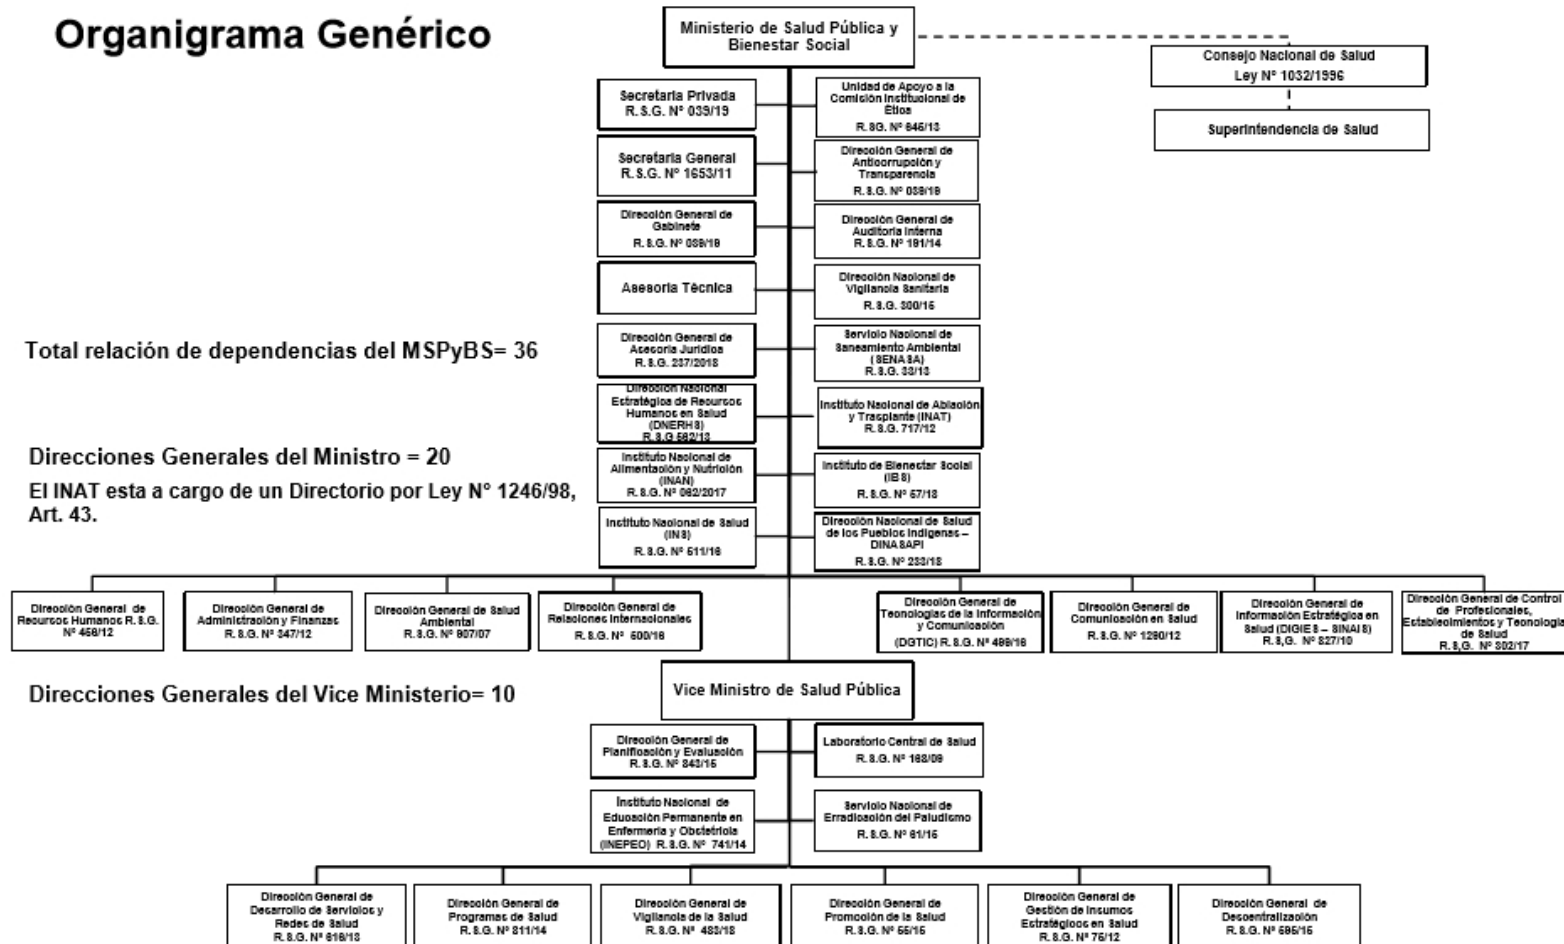 Organigrama Genérico
Ministerio de Salud Pública y
Bienestar Social
Consejo Nacional de Salud
Ley Nº 1032/1996
Superintendencia de Salud
Secretaria Privada
R.S.G. Nº 039/19
Unidad de Apoyo a la
Comisión Institucional de
Ética
R. SG. Nº 645/13
Secretaria General
R.S.G. Nº 1653/11
Dirección General de
Anticorrupción y
Transparencia
R. S.G. Nº 039/19
Dirección General de
Gabinete
R. S.G. Nº 039/19
Dirección General de
Auditoria Interna
R. S.G. Nº 191/14
Asesoria Técnica
Dirección Nacional de
Vigilancia Sanitaria
R. S.G. 300/15
Total relación de dependencias del MSPyBS= 36
Dirección General de
Asesoria Jurídica
R. S.G. 237/2018
Servicio Nacional de
Saneamiento Ambiental
(SENASA)
R. S.G. 33/13
Dirección Nacional
Estratégica de Recursos
Humanos en Salud
(DNERHS)
R. S.G 562/13
Instituto Nacional de Ablación
y Trasplante (INAT)
R. S.G. 717/12
Direcciones Generales del Ministro = 20
El INAT esta a cargo de un Directorio por Ley N° 1246/98,
Art. 43.
Instituto Nacional de
Alimentación y Nutrición
(INAN)
R. S.G. Nº 062/2017
Instituto de Bienestar Social
(IBS)
R. S.G. Nº 57/18
Instituto Nacional de Salud
(INS)
R. S.G. Nº 511/16
Dirección Nacional de Salud
de los Pueblos Indigenas –
DINASAPI
R. S.G. Nº 233/18
Dirección General de
Recursos Humanos R. S.G.
Nº 456/12
Dirección General de
Administración y Finanzas
R. S.G. Nº 347/12
Dirección General de Salud
Ambiental
R. S.G. Nº 907/07
Dirección General de
Relaciones Internacionales
R. S.G. Nº 500/16
Dirección General de
Tecnologias de la Información
y Comunicación
(DGTIC) R. S.G. Nº 499/16
Dirección General de
Comunicación en Salud
R. S.G. Nº 1290/12
Dirección General de
Información Estratégica en
Salud (DIGIES – SINAIS)
R. S,G. Nº 827/10
Dirección General de Control
de Profesionales,
Establecimientos y Tecnologia
de Salud
R. S,G. Nº 302/17
Direcciones Generales del Vice Ministerio= 10
Vice Ministro de Salud Pública
Dirección General de
Planificación y Evaluación
R. S.G. Nº 843/15
Laboratorio Central de Salud
R. S.G. Nº 163/09
Instituto Nacional de
Educación Permanente en
Enfermeria y Obstetricia
(INEPEO) R. S.G. Nº 741/14
Servicio Nacional de
Erradicación del Paludismo
R. S.G. Nº 61/15
Dirección General de
Desarrollo de Servicios y
Redes de Salud
R. S.G. Nº 616/13
Dirección General de
Programas de Salud
R. S.G. Nº 811/14
Dirección General de
Vigilancia de la Salud
R. S.G. Nº 483/18
Dirección General de
Promoción de la Salud
R. S.G. Nº 55/15
Dirección General de
Gestión de Insumos
Estratégicos en Salud
R. S.G. Nº 75/12
Dirección General de
Descentralización
R. S.G. Nº 595/15